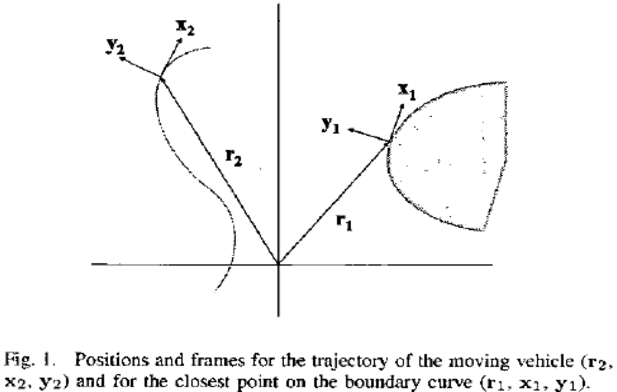 x2
y2
x1
y1
r2
r1
Fig. 1. Positions and frames for the trajectory of the moving vehicle (r2,
x2, y2) and for the closest point on the boundary curve (r1, x1, y1).